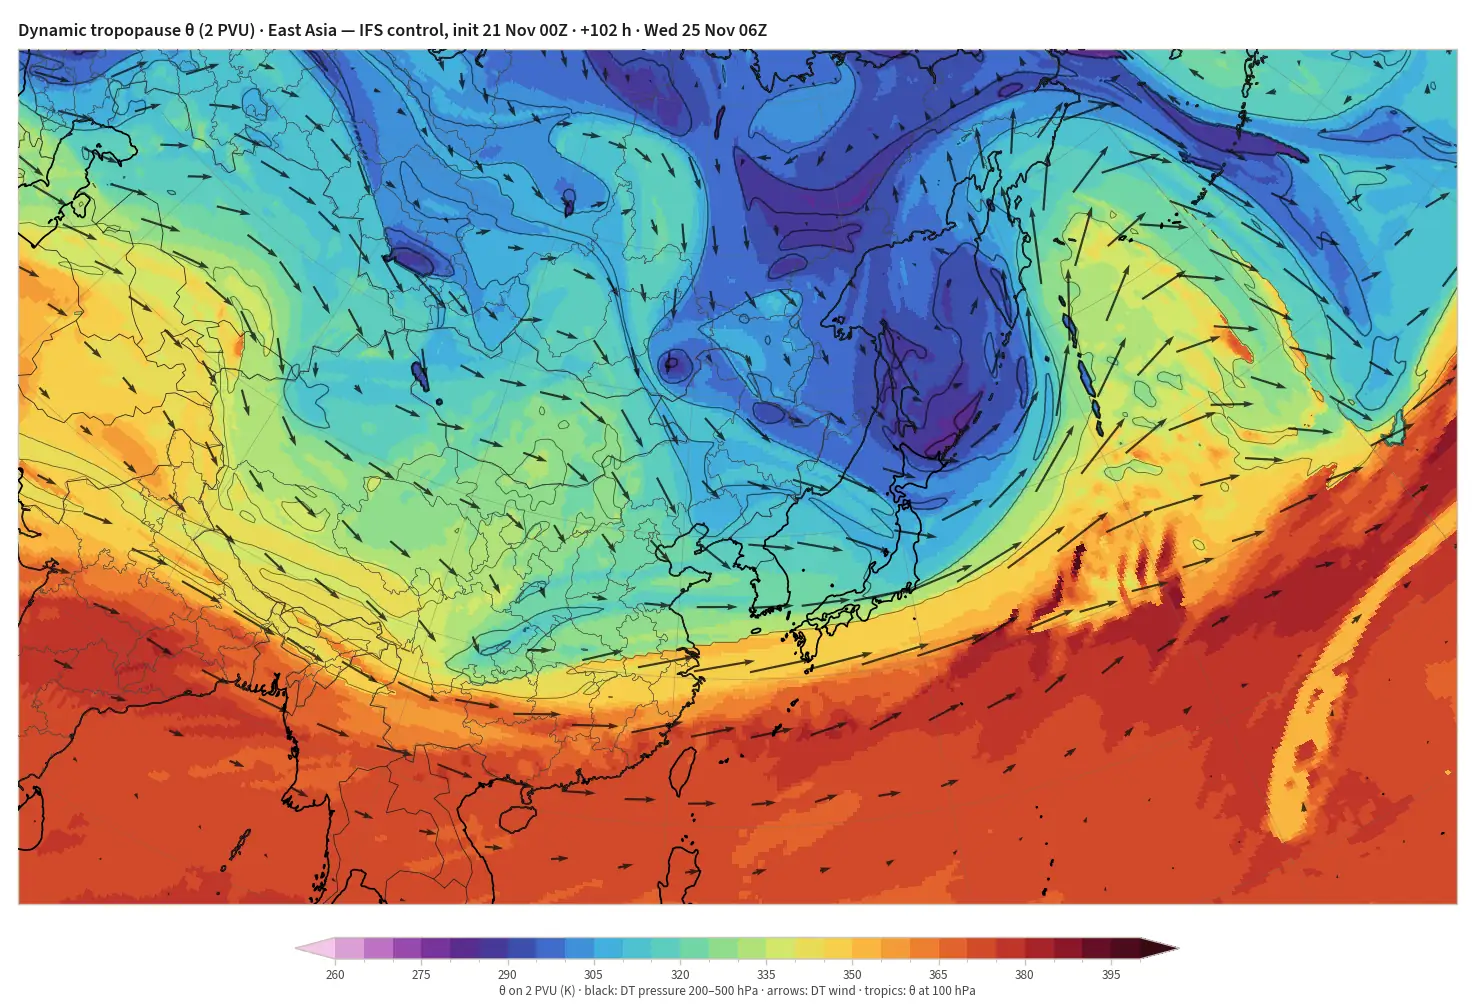 Dynamic tropopause θ (2 PVU) · East Asia — IFS control, init 21 Nov 00Z · +102 h · Wed 25 Nov 06Z
260 275 290 305 320 335 350 365 380 395
θ on 2 PVU (K) · black: DT pressure 200–500 hPa · arrows: DT wind · tropics: θ at 100 hPa